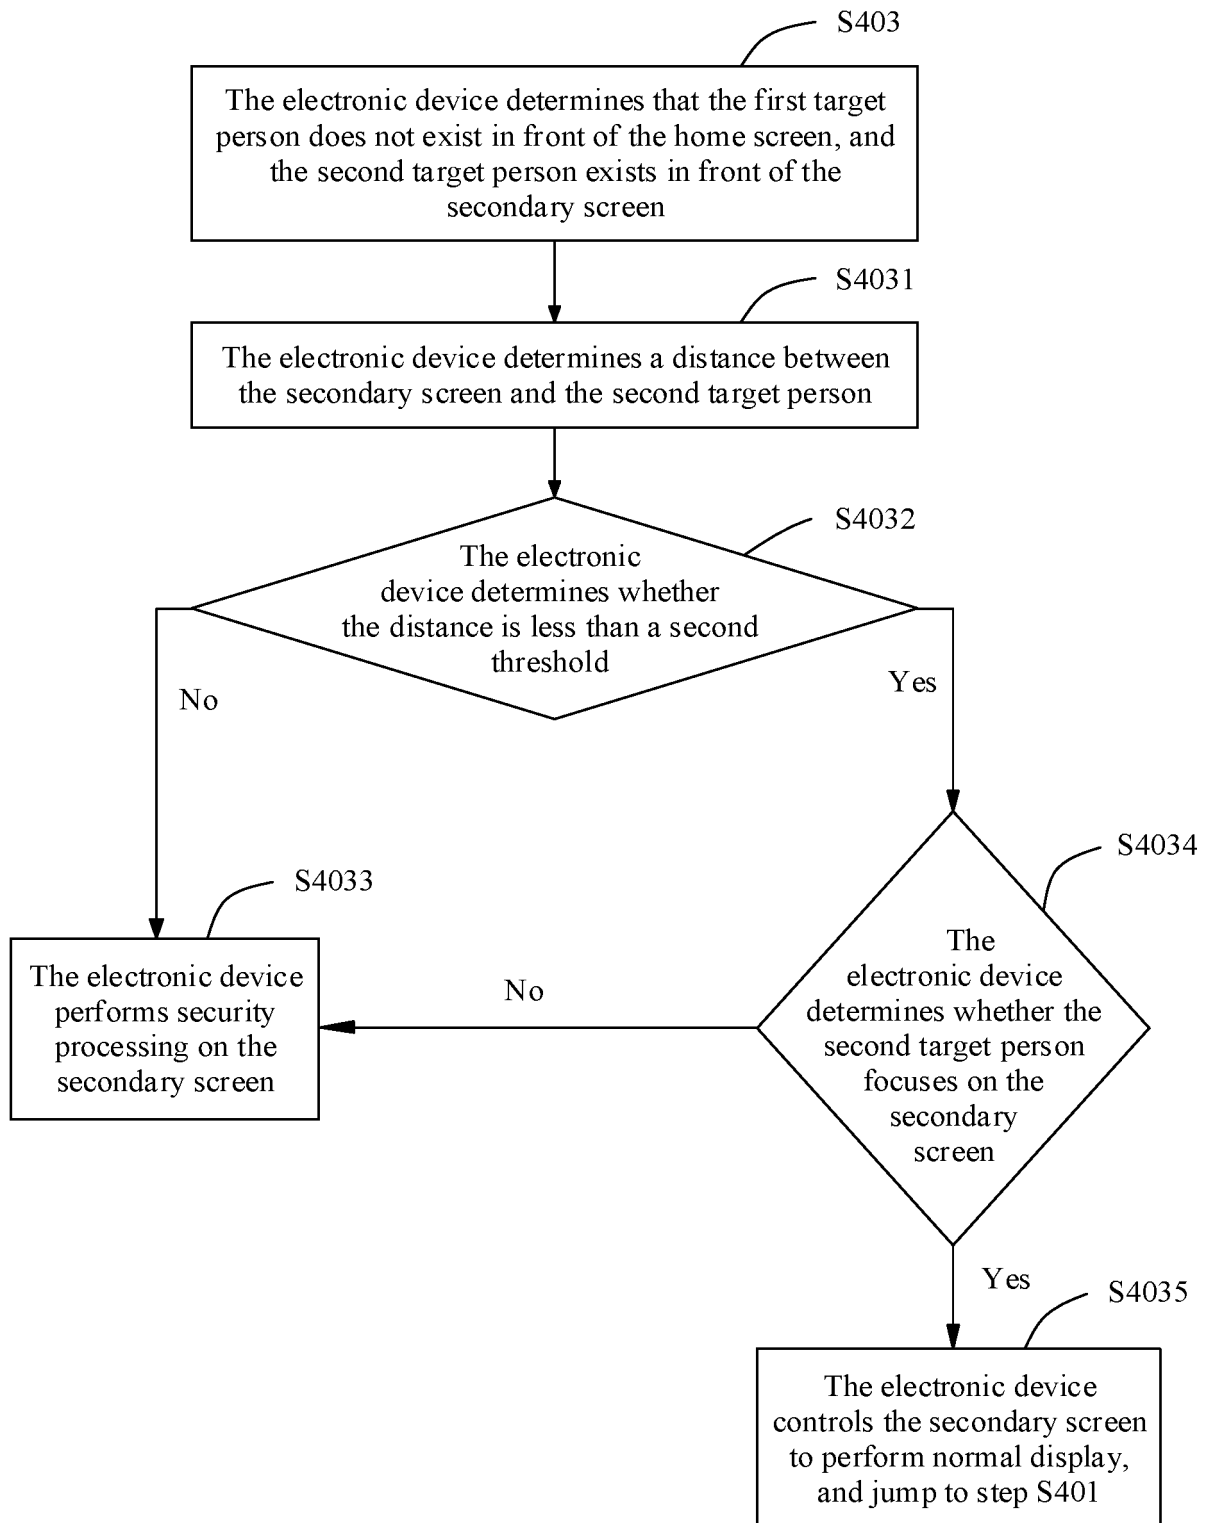 S403
The electronic device determines that the first target
person does not exist in front of the home screen, and
the second target person exists in front of the
secondary screen
S4031
The electronic device determines a distance between
the secondary screen and the second target person
S4032
The electronic
device determines whether
the distance is less than a second
threshold
No
Yes
S4034
S4033
The electronic device
performs security
processing on the
secondary screen
No
The
electronic device
determines whether the
second target person
focuses on the
secondary
screen
Yes
S4035
The electronic device
controls the secondary screen
to perform normal display,
and jump to step S401